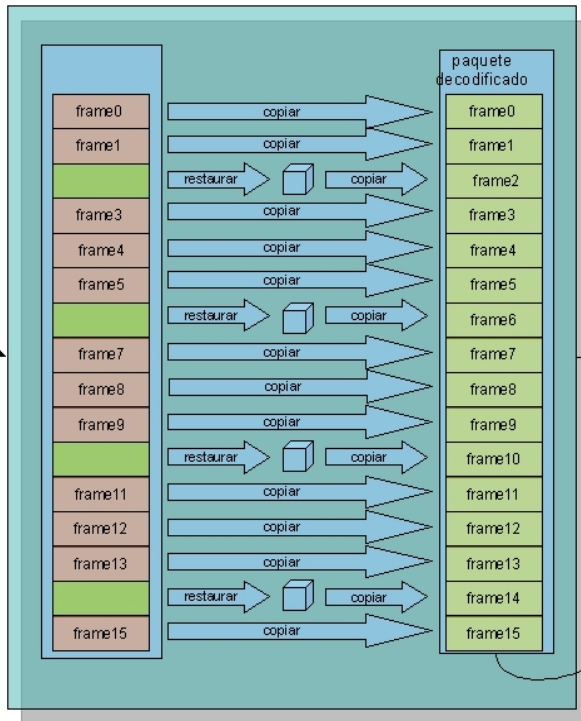 paquete
decodificado
frame0 copiar frame0
frame1 copiar frame1
restaurar copiar frame2
frame3 copiar frame3
frame4 copiar frame4
frame5 copiar frame5
restaurar copiar frame6
frame7 copiar frame7
frame8 copiar frame8
frame9 copiar frame9
restaurar copiar frame10
frame11 copiar frame11
frame12 copiar frame12
frame13 copiar frame13
restaurar copiar frame14
frame15 copiar frame15